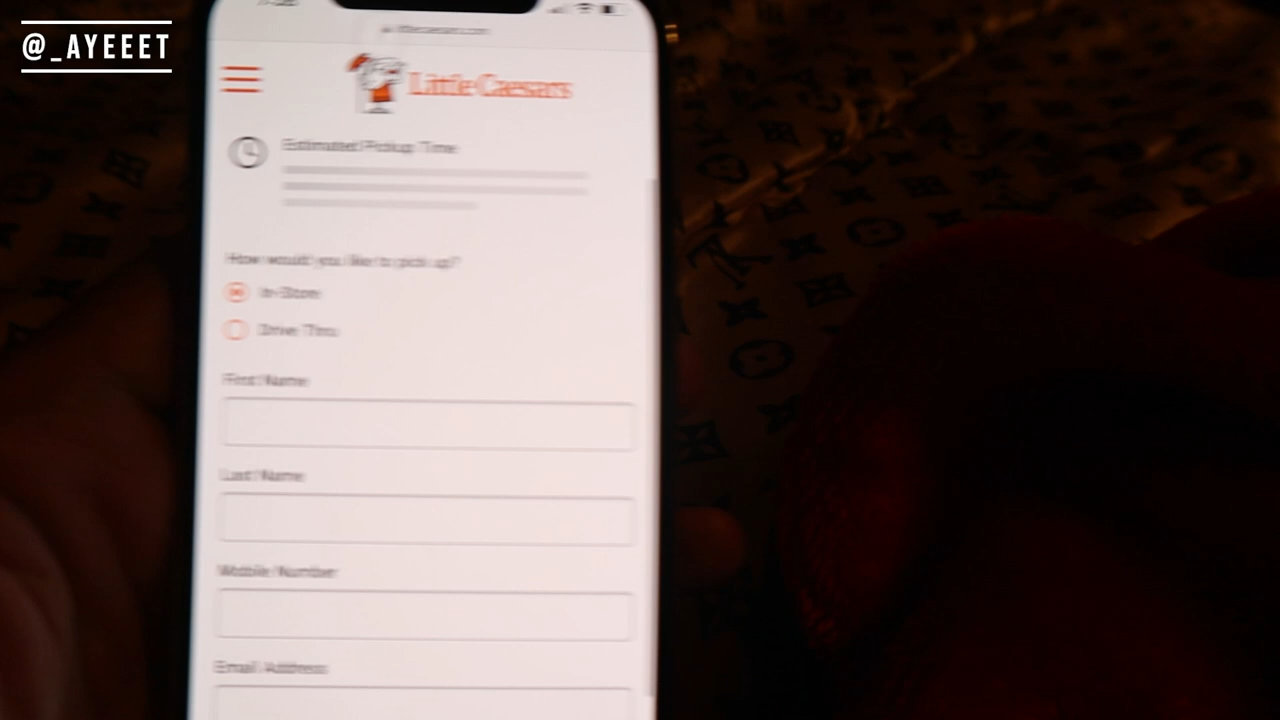 @_AYEEET
Little Caesars
Estimated Pickup Time
How would you like to pick up?
In-Store
Drive Thru
First Name
Last Name
Mobile Number
Email Address